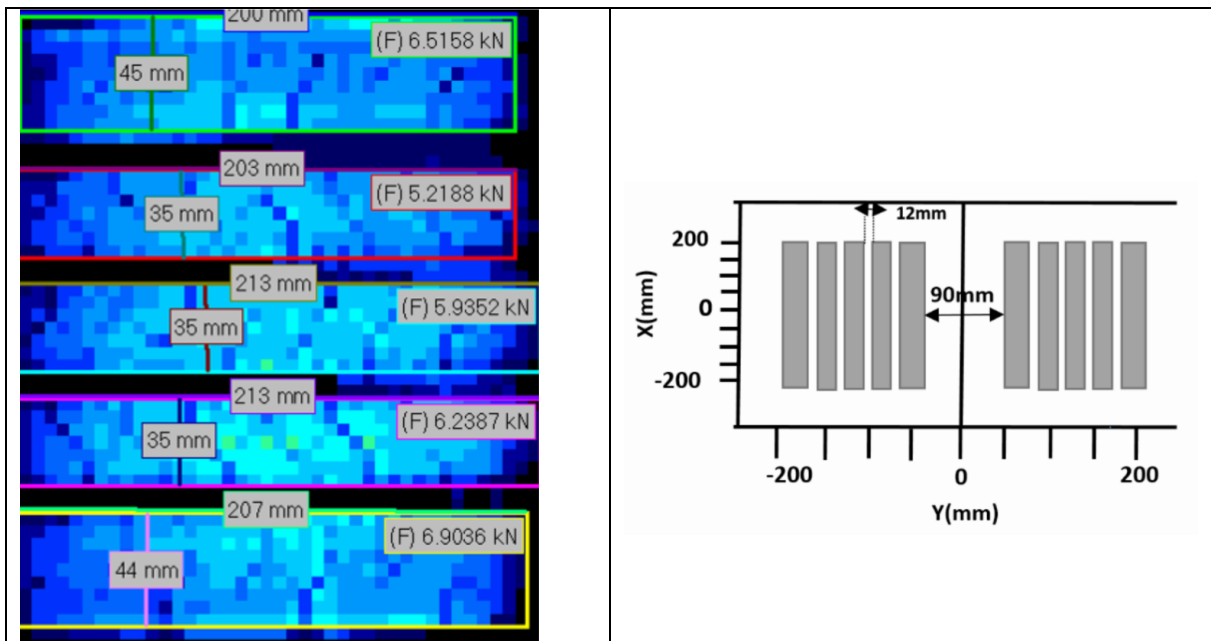 200 mm
(F) 6.5158 kN
45 mm
203 mm
(F) 5.2188 kN
35 mm
213 mm
(F) 5.9352 kN
35 mm
213 mm
(F) 6.2387 kN
35 mm
207 mm
(F) 6.9036 kN
44 mm
12mm
200
90mm
X(mm)
0
-200
-200
0
200
Y(mm)